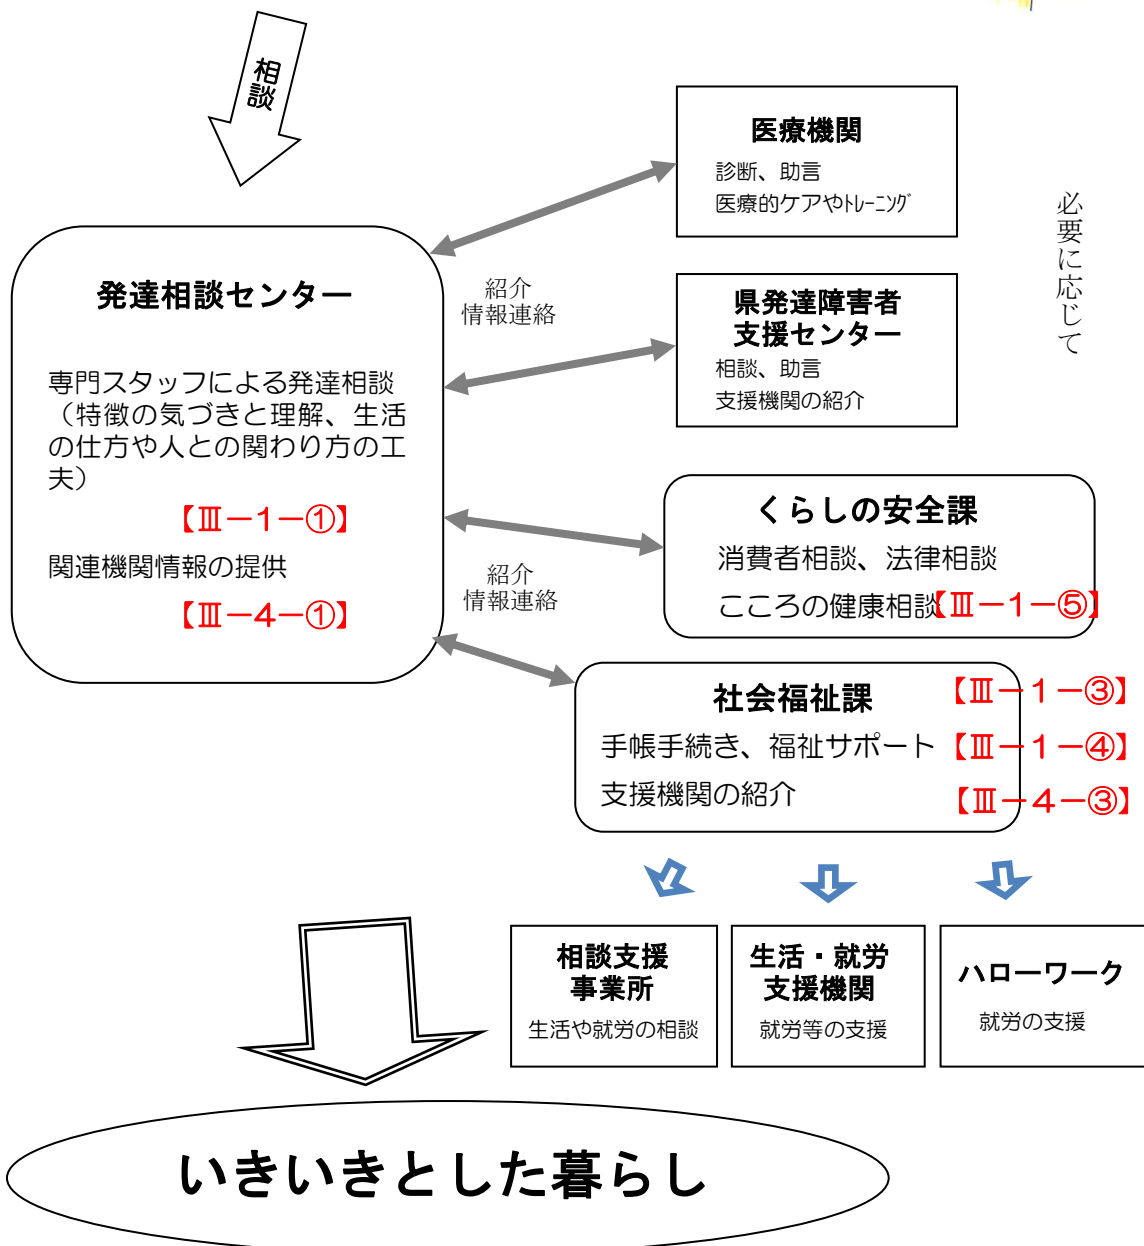 相談
医療機関
診断、助言
医療的ケアやﾄﾚｰﾆﾝｸﾞ
必要に応じて
発達相談センター
専門スタッフによる発達相談
（特徴の気づきと理解、生活
の仕方や人との関わり方の工
夫）
【Ⅲ－1－①】
関連機関情報の提供
【Ⅲ－4－①】
紹介
情報連絡
県発達障害者
支援センター
相談、助言
支援機関の紹介
紹介
情報連絡
くらしの安全課
消費者相談、法律相談
こころの健康相談【Ⅲ－1－⑤】
社会福祉課
【Ⅲ－1－③】
手帳手続き、福祉サポート
【Ⅲ－1－④】
支援機関の紹介
【Ⅲ－4－③】
相談支援
事業所
生活や就労の相談
生活・就労
支援機関
就労等の支援
ハローワーク
就労の支援
いきいきとした暮らし